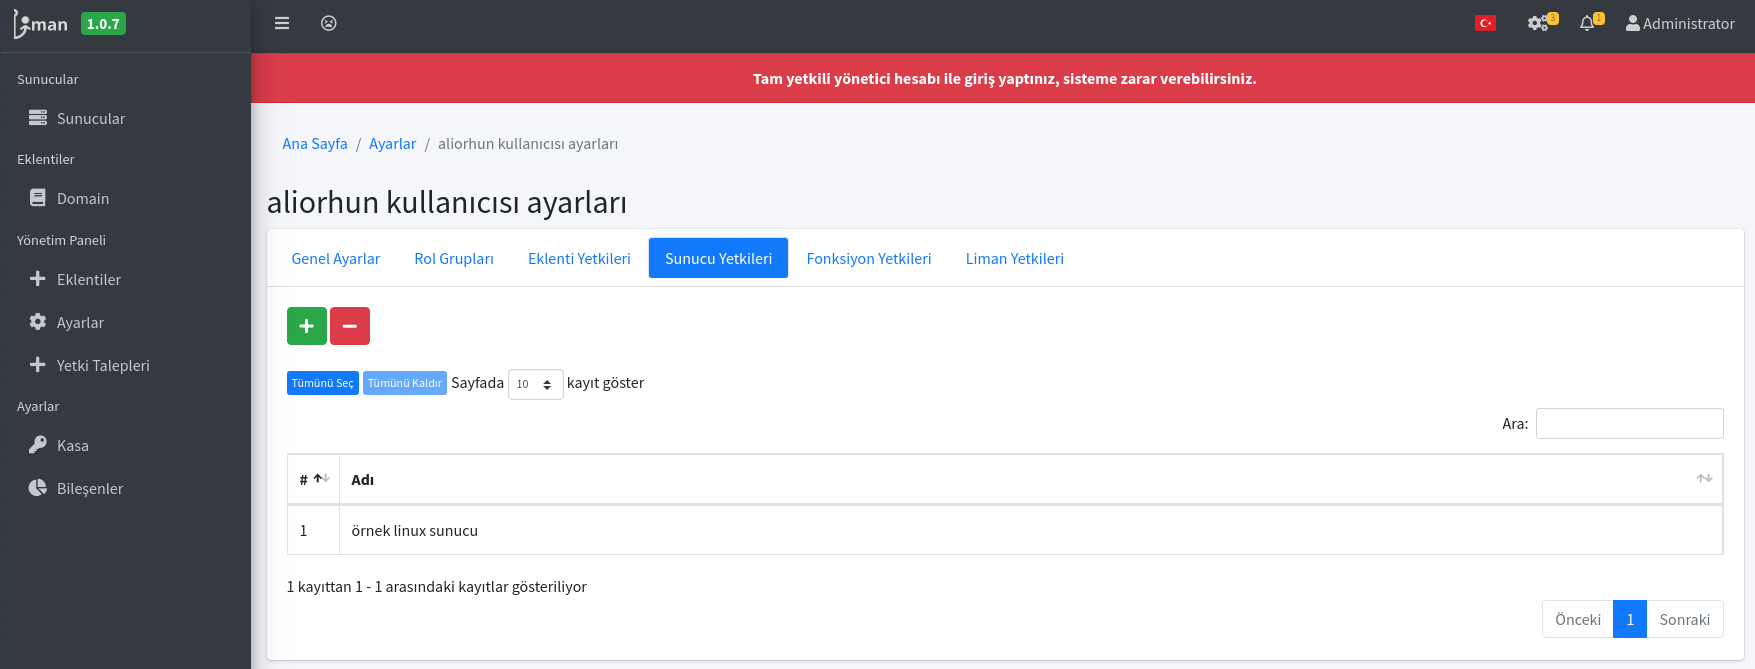 liman 1.0.7
3
1
Administrator
Tam yetkili yönetici hesabı ile giriş yaptınız, sisteme zarar verebilirsiniz.
Sunucular
Sunucular
Eklentiler
Domain
Yönetim Paneli
Eklentiler
Ayarlar
Yetki Talepleri
Ayarlar
Kasa
Bileşenler
Ana Sayfa / Ayarlar / aliorhun kullanıcısı ayarları
aliorhun kullanıcısı ayarları
Genel Ayarlar Rol Grupları Eklenti Yetkileri Sunucu Yetkileri Fonksiyon Yetkileri Liman Yetkileri
Tümünü Seç Tümünü Kaldır Sayfada 10 kayıt göster
Ara:
# Adı
1 örnek linux sunucu
1 kayıttan 1 - 1 arasındaki kayıtlar gösteriliyor
Önceki 1 Sonraki